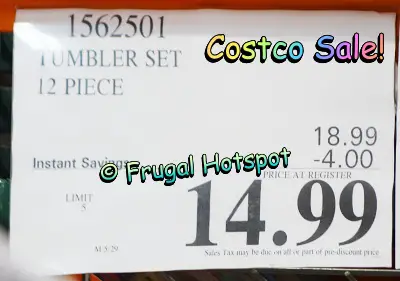 1562501
TUMBLER SET
12 PIECE
Costco Sale!
18.99
Instant Savings -4.00
© Frugal Hotspot
PRICE AT REGISTER
LIMIT
5
14.99
M 5/29
Sales Tax may be due on all or part of pre-discount price